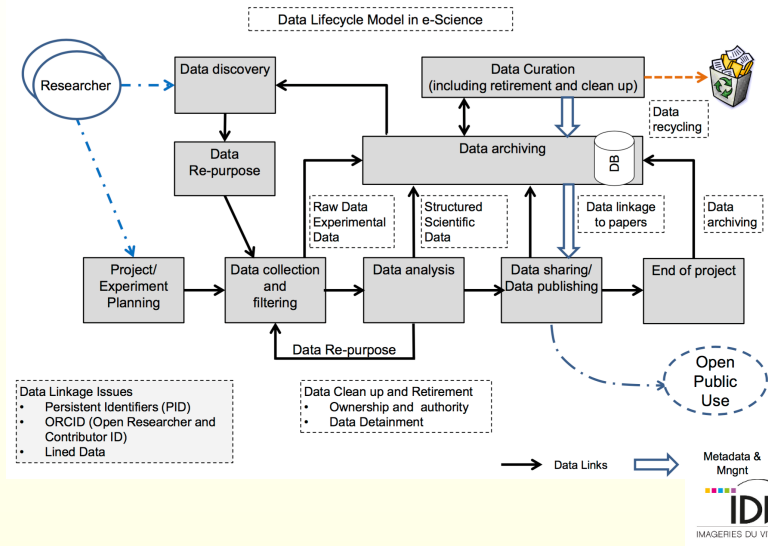 Data Lifecycle Model in e-Science
Researcher
Data discovery
Data Curation
(including retirement and clean up)
Data
recycling
Data
Re-purpose
Data archiving
DB
Raw Data
Experimental
Data
Structured
Scientific
Data
Data linkage
to papers
Data
archiving
Project/
Experiment
Planning
Data collection
and
filtering
Data analysis
Data sharing/
Data publishing
End of project
Data Re-purpose
Open
Public
Use
Data Linkage Issues
• Persistent Identifiers (PID)
• ORCID (Open Researcher and
Contributor ID)
• Lined Data
Data Clean up and Retirement
• Ownership and authority
• Data Detainment
Data Links
Metadata &
Mngnt
IMAGERIES DU